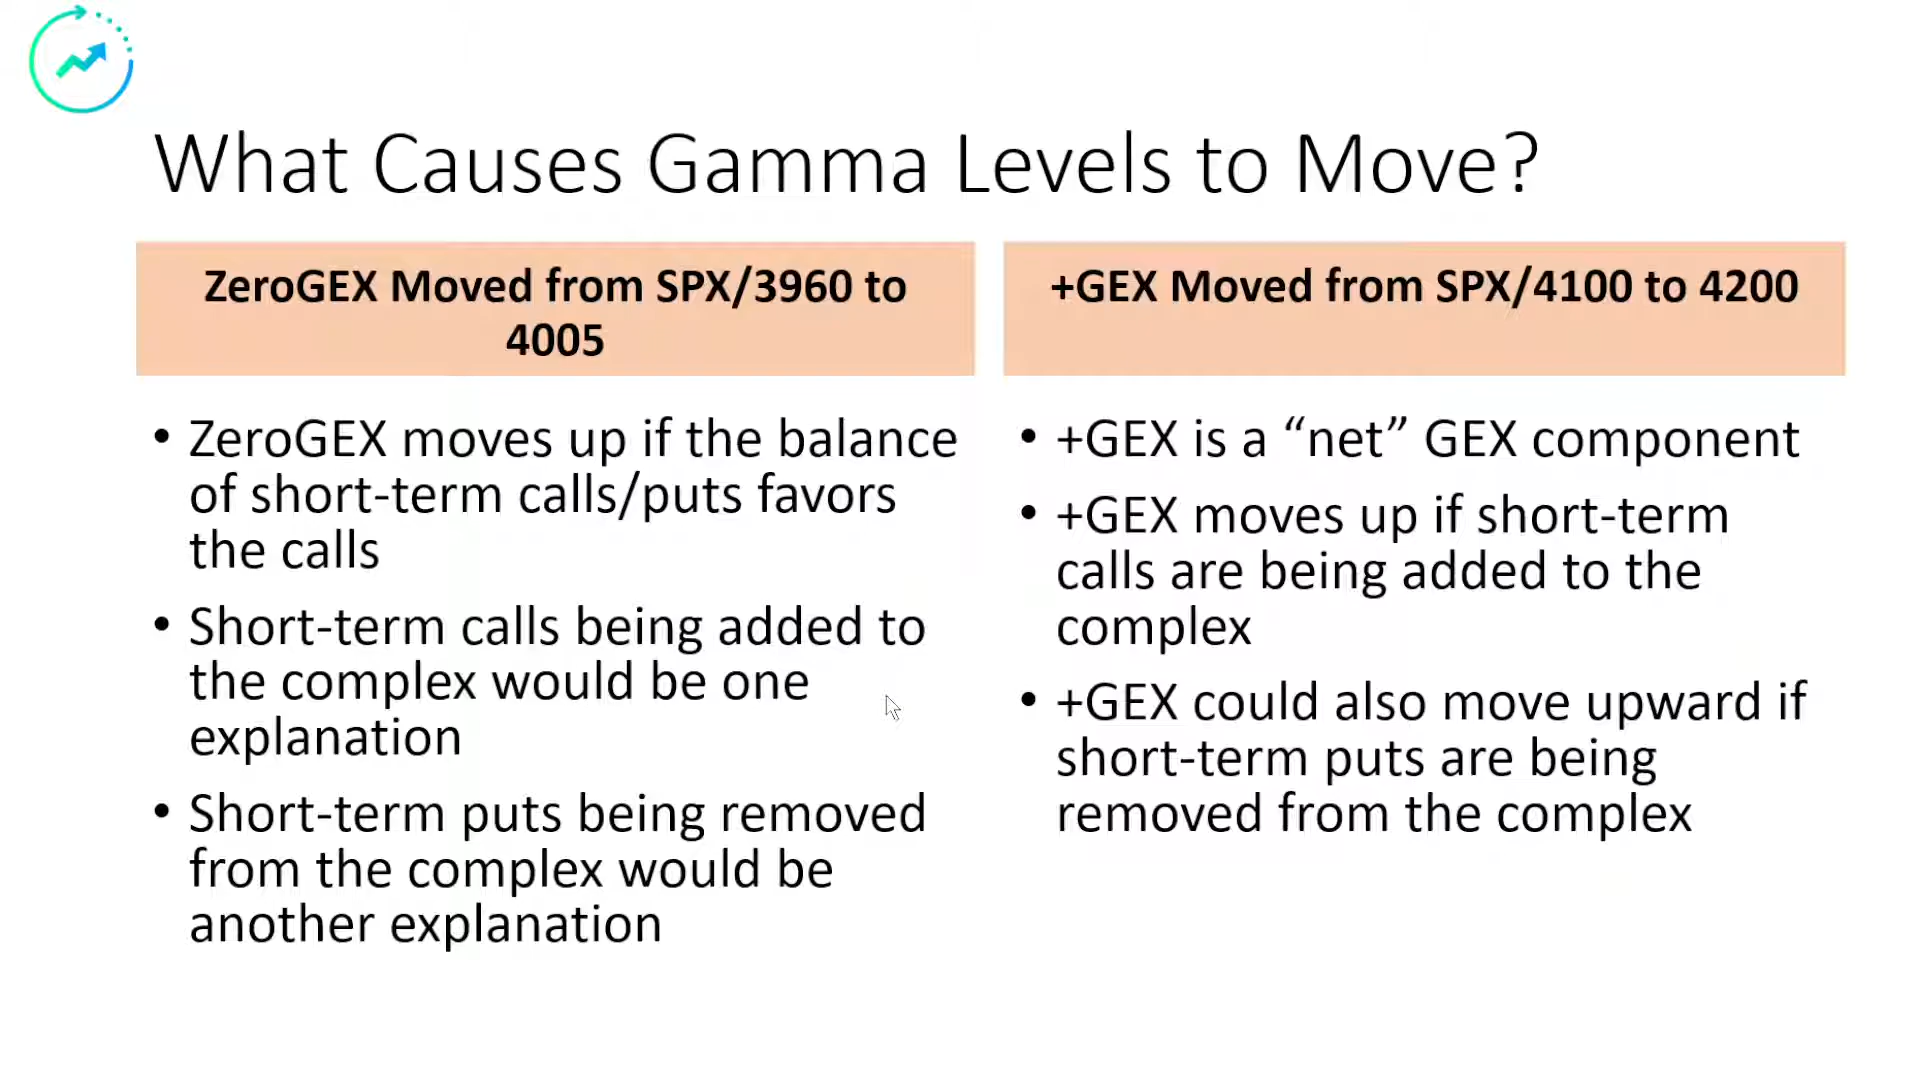 What Causes Gamma Levels to Move?
ZeroGEX Moved from SPX/3960 to
4005
• ZeroGEX moves up if the balance
of short-term calls/puts favors
the calls
• Short-term calls being added to
the complex would be one
explanation
• Short-term puts being removed
from the complex would be
another explanation
+GEX Moved from SPX/4100 to 4200
• +GEX is a “net” GEX component
• +GEX moves up if short-term
calls are being added to the
complex
• +GEX could also move upward if
short-term puts are being
removed from the complex